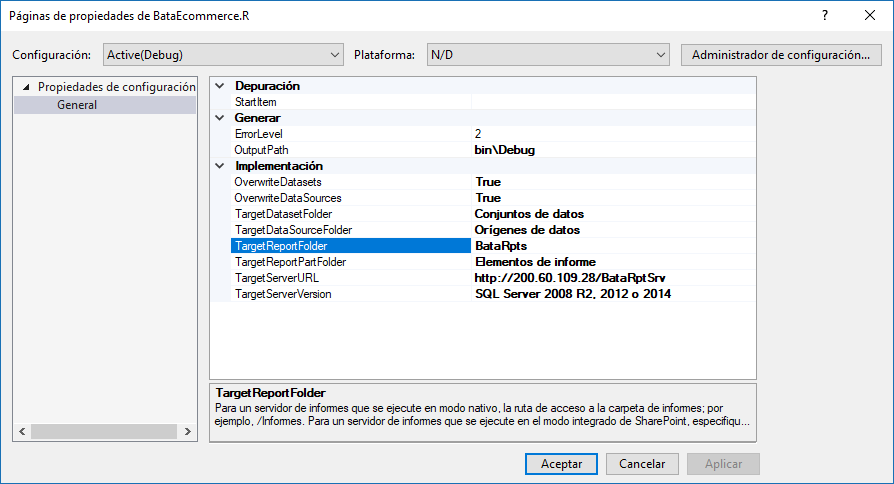 Páginas de propiedades de BataEcommerce.R
Configuración: Active(Debug) Plataforma: N/D Administrador de configuración...
Propiedades de configuración
General
Depuración
StartItem
Generar
ErrorLevel 2
OutputPath bin\Debug
Implementación
OverwriteDatasets True
OverwriteDataSources True
TargetDatasetFolder Conjuntos de datos
TargetDataSourceFolder Orígenes de datos
TargetReportFolder BataRpts
TargetReportPartFolder Elementos de informe
TargetServerURL http://200.60.109.28/BataRptSrv
TargetServerVersion SQL Server 2008 R2, 2012 o 2014
TargetReportFolder
Para un servidor de informes que se ejecute en modo nativo, la ruta de acceso a la carpeta de informes; por
ejemplo, /Informes. Para un servidor de informes que se ejecute en el modo integrado de SharePoint, especifiqu...
Aceptar Cancelar Aplicar